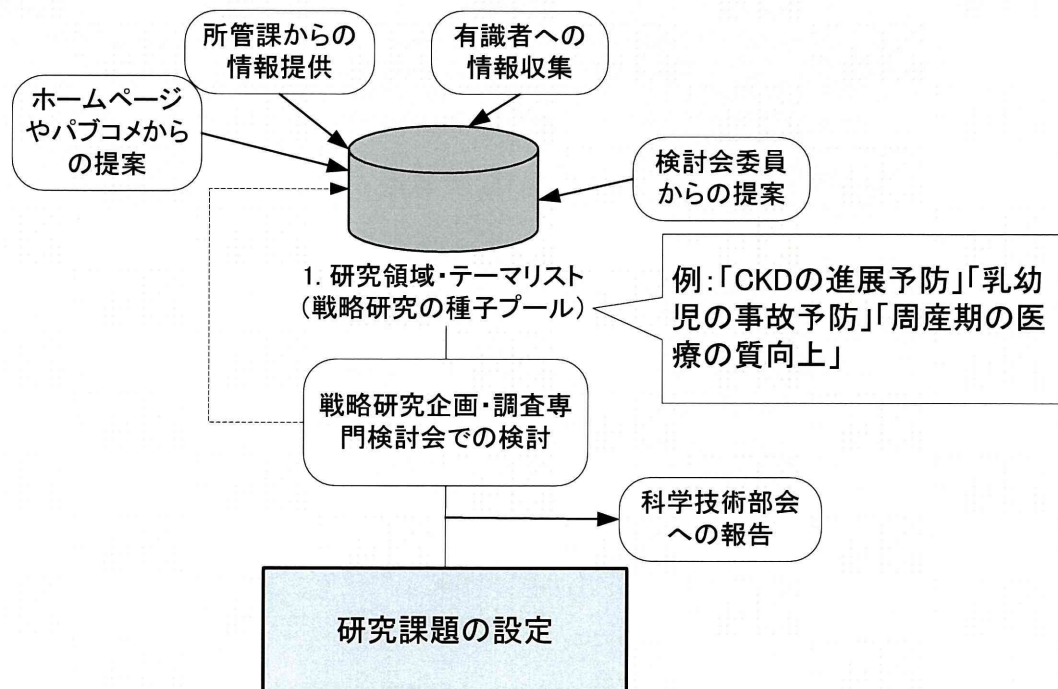 所管課からの
情報提供
有識者への
情報収集
ホームページ
やパブコメから
の提案
検討会委員
からの提案
1. 研究領域・テーマリスト
(戦略研究の種子プール)
例:「CKDの進展予防」「乳幼
児の事故予防」「周産期の医
療の質向上」
戦略研究企画・調査専
門検討会での検討
科学技術部会
への報告
研究課題の設定